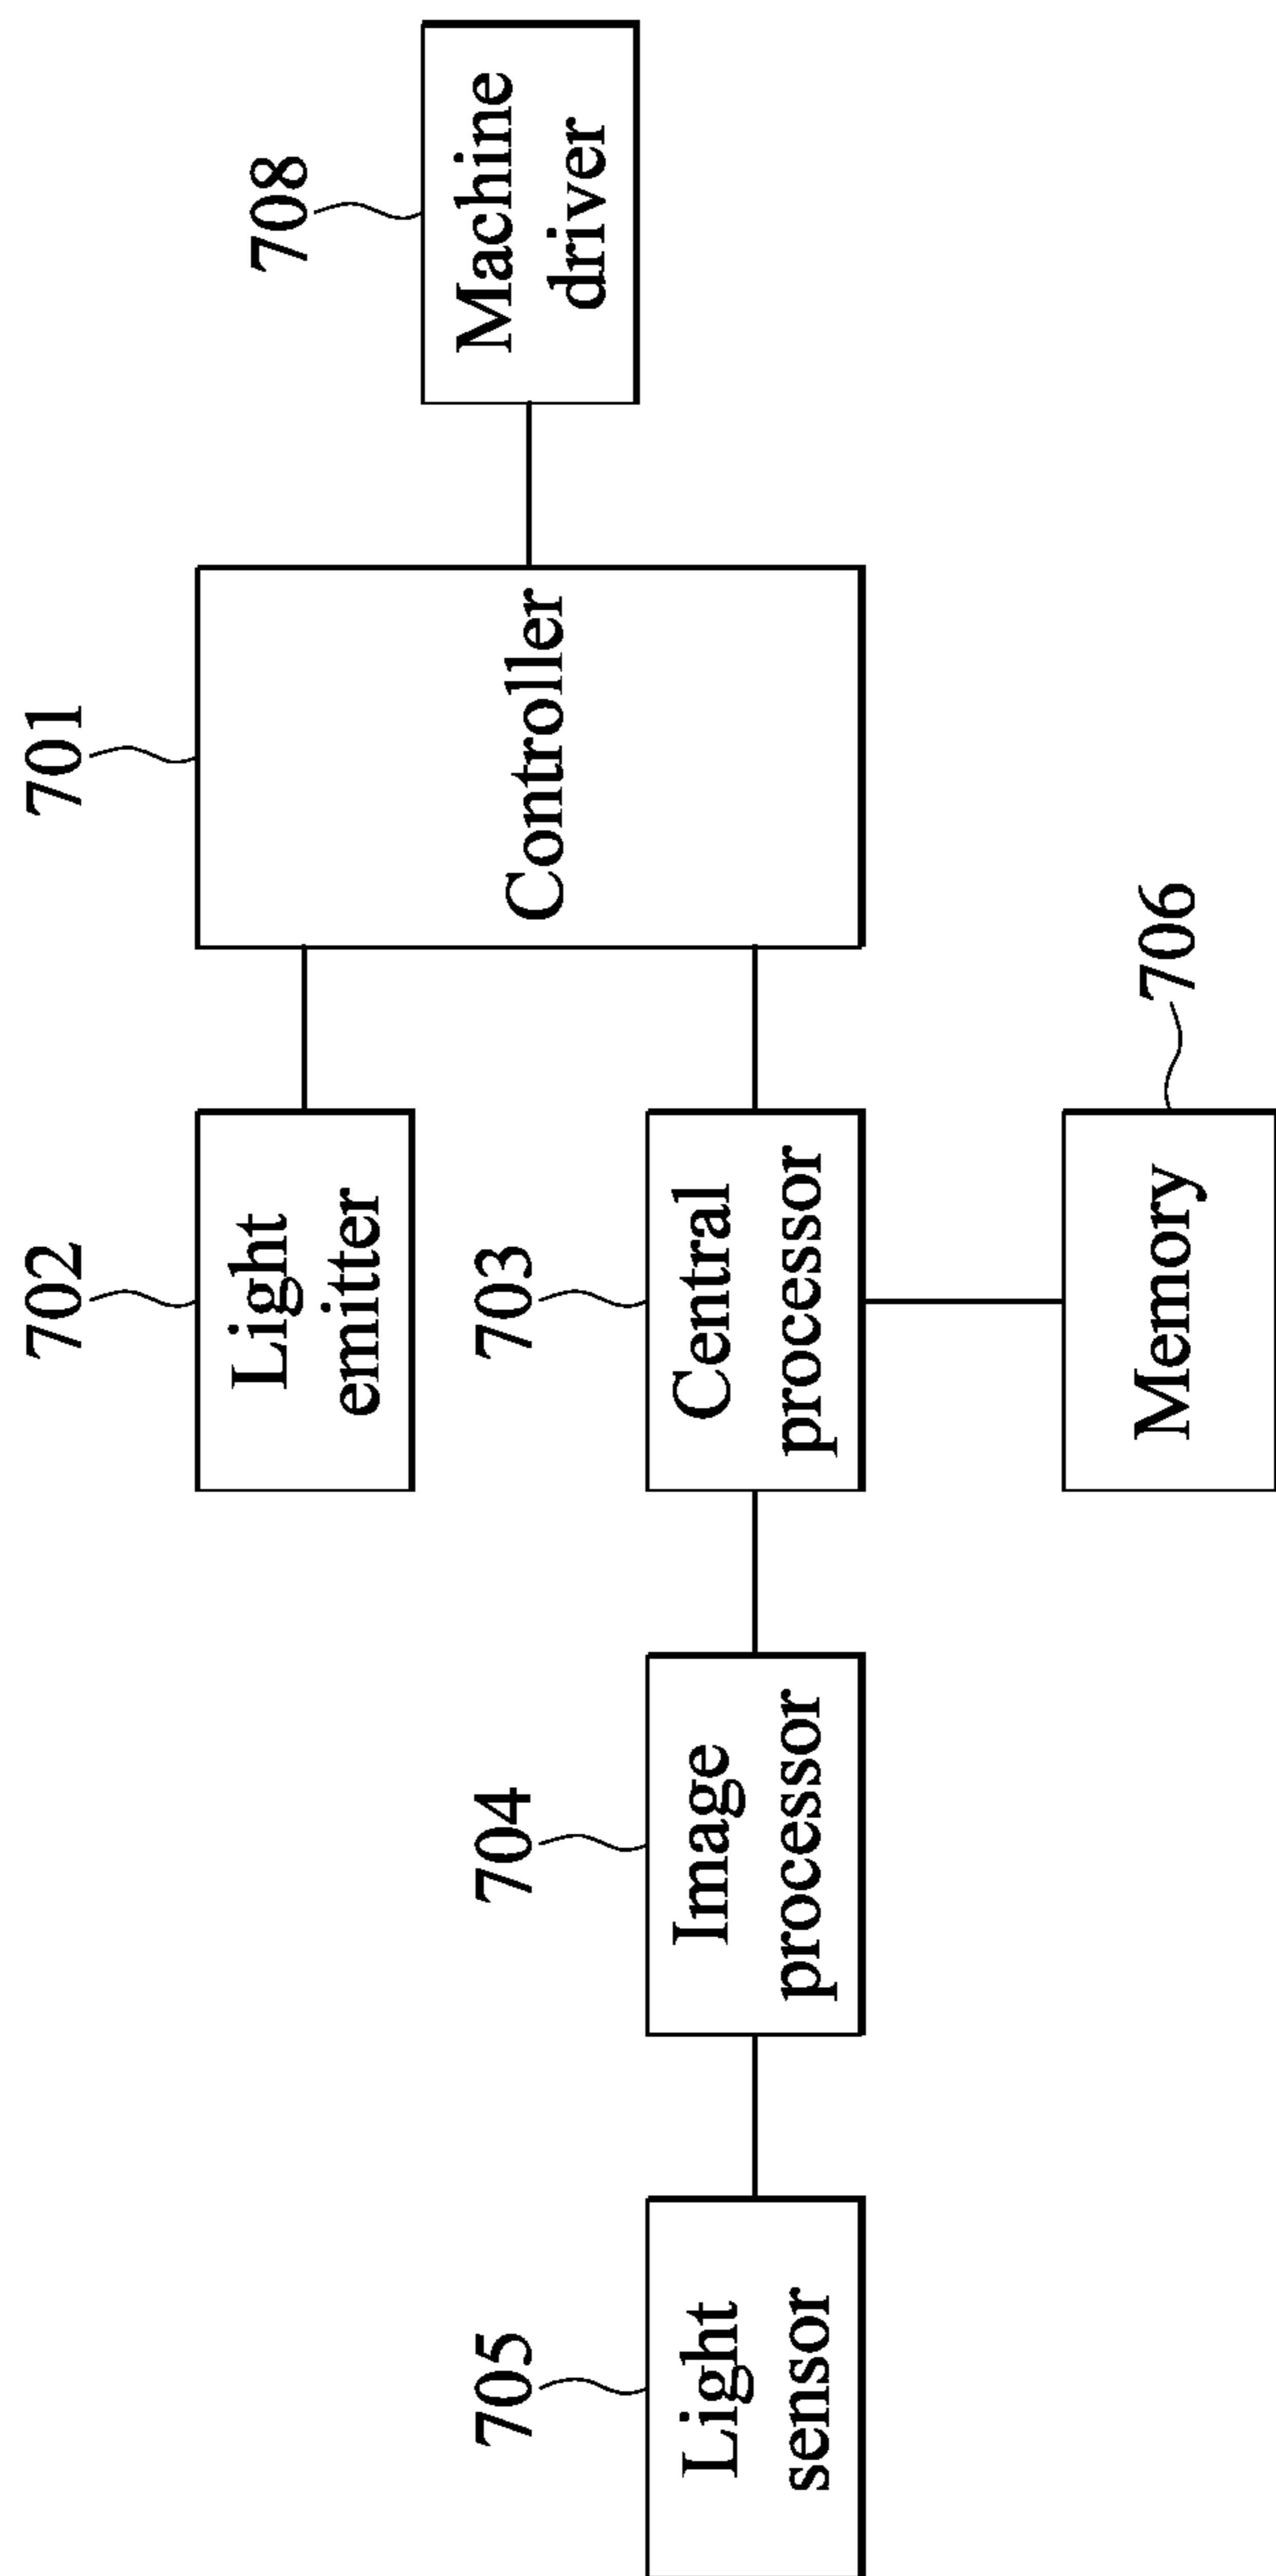 701
702
Light
emitter
Controller
708
Machine
driver
705
Light
sensor
704
Image
processor
703
Central
processor
706
Memory